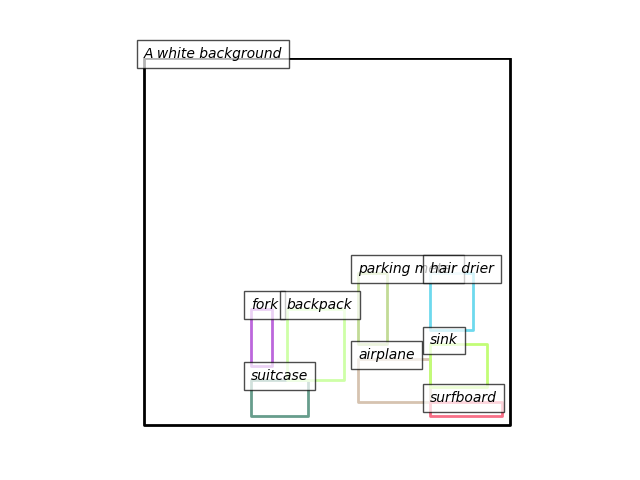 A white background
parking meter
hair drier
fork
backpack
sink
airplane
suitcase
surfboard